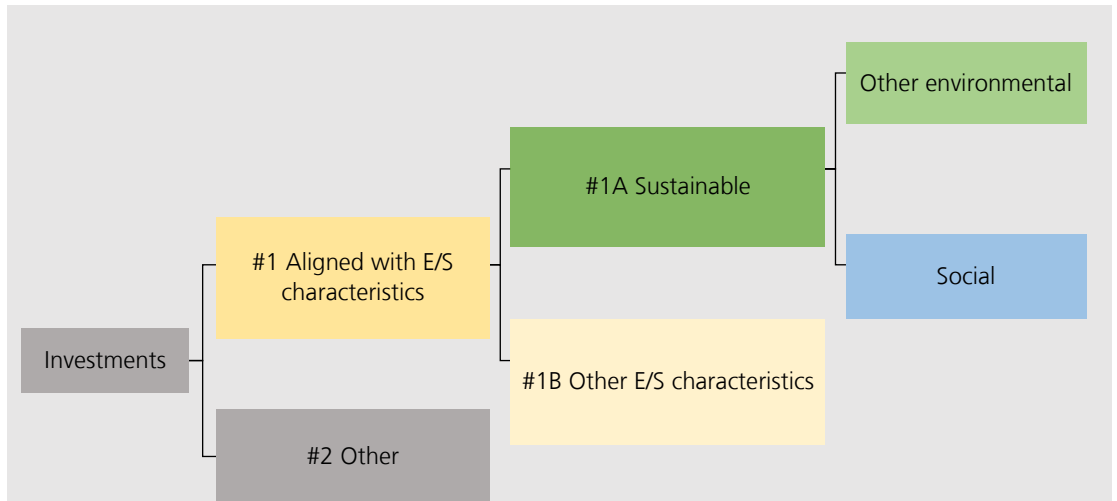 Investments
#1 Aligned with E/S
characteristics
#2 Other
#1A Sustainable
#1B Other E/S characteristics
Other environmental
Social